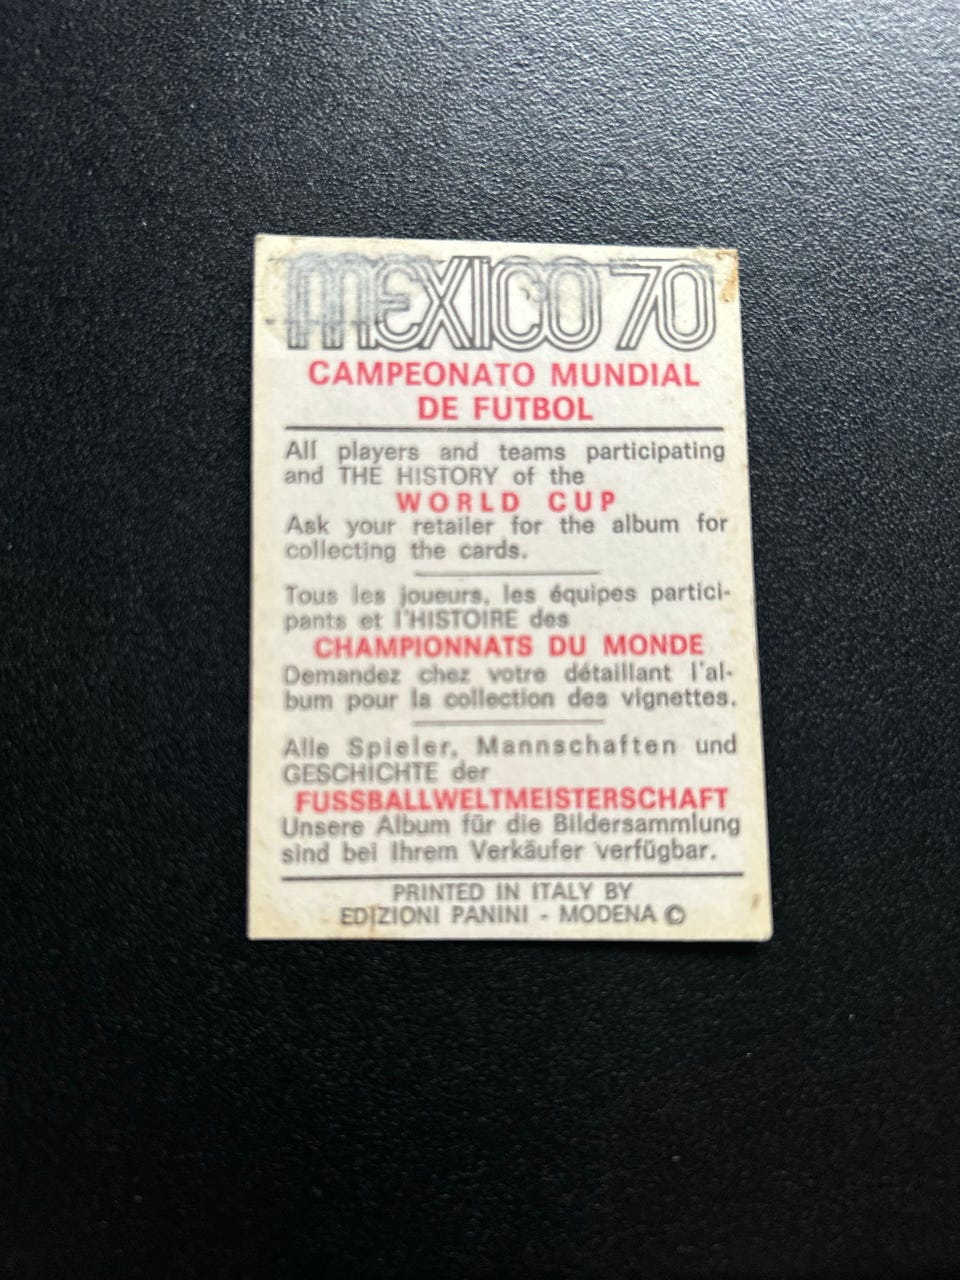 MEXICO 70
CAMPEONATO MUNDIAL
DE FUTBOL
All players and teams participating
and THE HISTORY of the
WORLD CUP
Ask your retailer for the album for
collecting the cards.
Tous les joueurs, les équipes partici-
pants et l'HISTOIRE des
CHAMPIONNATS DU MONDE
Demandez chez votre détaillant l'al-
bum pour la collection des vignettes.
Alle Spieler, Mannschaften und
GESCHICHTE der
FUSSBALLWELTMEISTERSCHAFT
Unsere Album für die Bildersammlung
sind bei Ihrem Verkäufer verfügbar.
PRINTED IN ITALY BY
EDIZIONI PANINI - MODENA ©